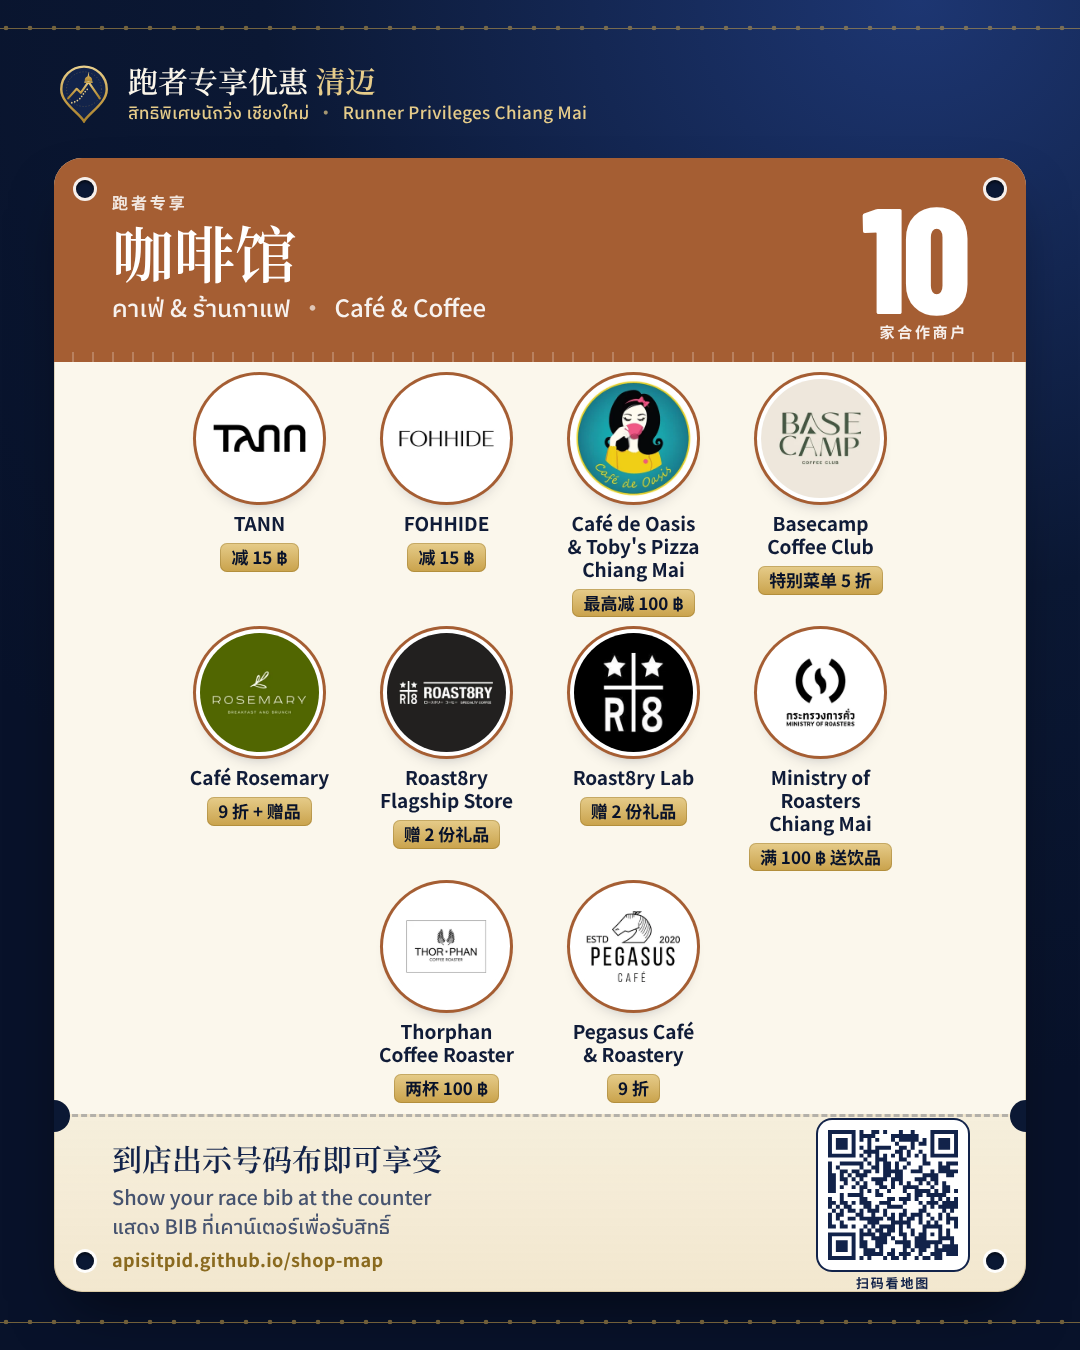 跑者专享优惠 清迈
สิทธิพิเศษนักวิ่ง เชียงใหม่ • Runner Privileges Chiang Mai
跑者专享
咖啡馆
คาเฟ่ & ร้านกาแฟ • Café & Coffee
10
家合作商户
TANN
FOHHIDE
Café de Oasis
BASE
CAMP
COFFEE CLUB
TANN
减 15 ฿
FOHHIDE
减 15 ฿
Café de Oasis
& Toby's Pizza
Chiang Mai
最高减 100 ฿
Basecamp
Coffee Club
特别菜单 5 折
ROSEMARY
BREAKFAST AND BRUNCH
R8 ROAST8RY
R8
กระทรวงการคั่ว
MINISTRY OF ROASTERS
Café Rosemary
9 折 + 赠品
Roast8ry
Flagship Store
赠 2 份礼品
Roast8ry Lab
赠 2 份礼品
Ministry of
Roasters
Chiang Mai
满 100 ฿ 送饮品
THOR·PHAN
COFFEE ROASTER
ESTD 2020
PEGASUS
CAFÉ
Thorphan
Coffee Roaster
两杯 100 ฿
Pegasus Café
& Roastery
9 折
到店出示号码布即可享受
Show your race bib at the counter
แสดง BIB ที่เคาน์เตอร์เพื่อรับสิทธิ์
apisitpid.github.io/shop-map
扫码看地图